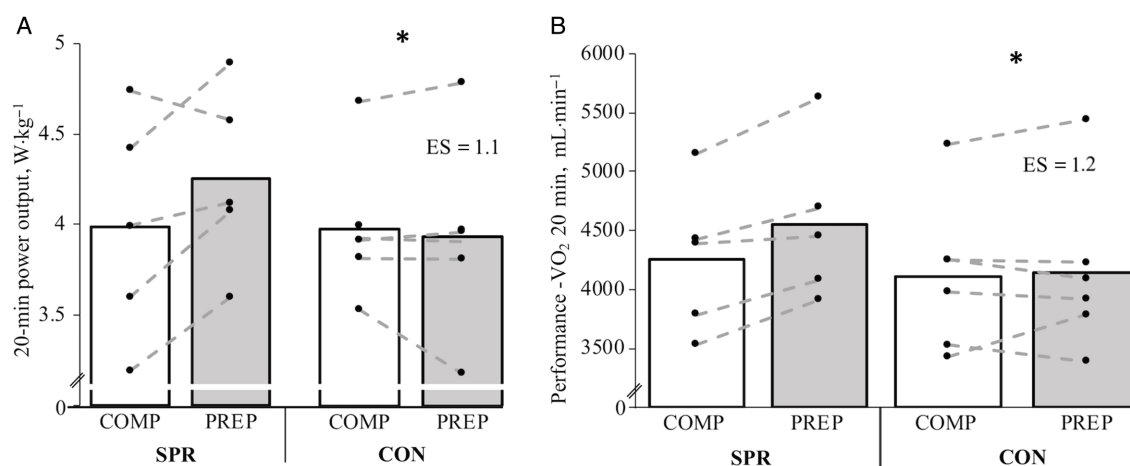 A
20-min power output, W·kg⁻¹
5
4.5
4
3.5
0
*
ES = 1.1
COMP PREP COMP PREP
SPR CON
B
Performance - VO₂ 20 min, mL·min⁻¹
6000
5500
5000
4500
4000
3500
0
*
ES = 1.2
COMP PREP COMP PREP
SPR CON